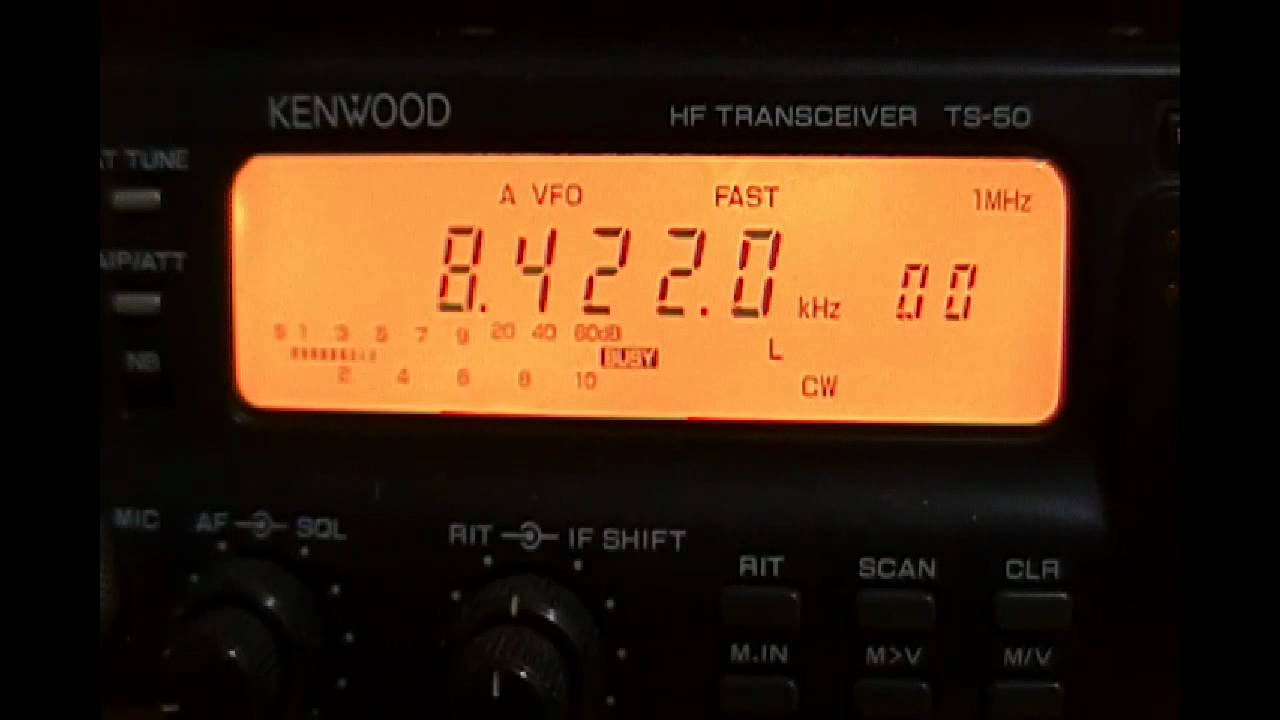 KENWOOD HF TRANSCEIVER TS-50
AT TUNE
A VFO FAST 1MHz
8.422.0 kHz 00
AIP/ATT
S 1 3 5 7 9 20 40 60dB
BUSY L
NB
2 4 6 8 10 CW
MIC AF SQL RIT IF SHIFT
RIT SCAN CLR
M.IN M>V M/V